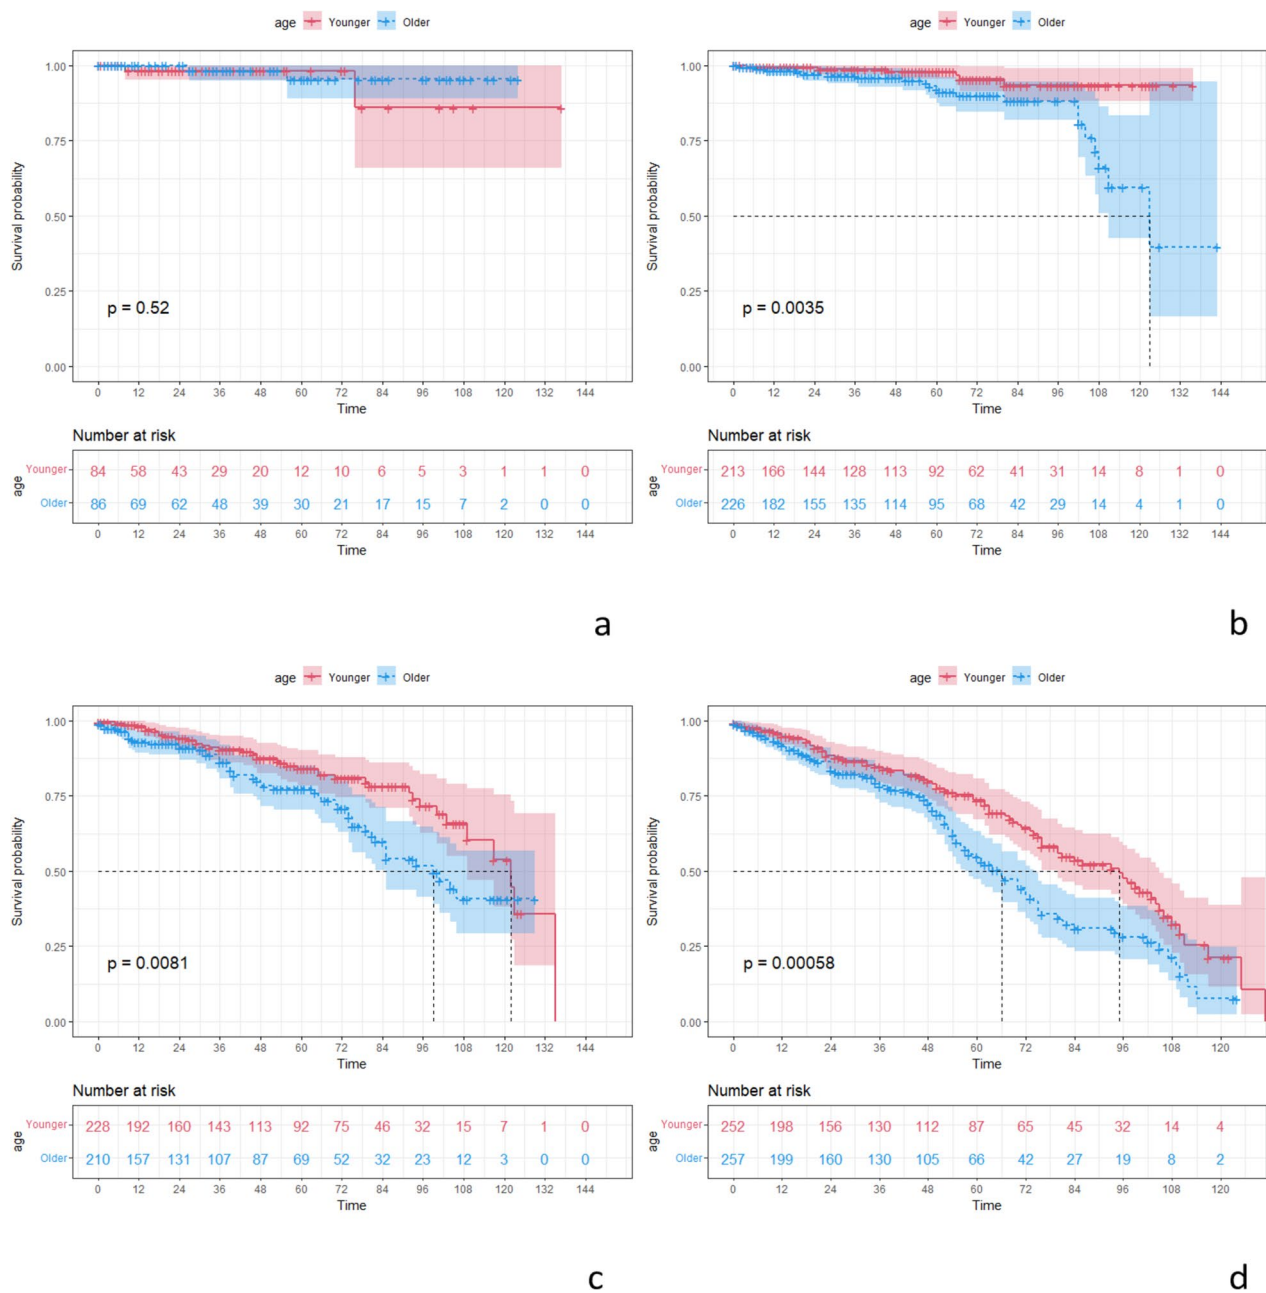 age Younger Older
1.00
0.75
0.50
0.25
0.00
Survival probability
p = 0.52
0 12 24 36 48 60 72 84 96 108 120 132 144
Time
Number at risk
age
Younger 84 58 43 29 20 12 10 6 5 3 1 1 0
Older 86 69 62 48 39 30 21 17 15 7 2 0 0
0 12 24 36 48 60 72 84 96 108 120 132 144
Time
a
age Younger Older
1.00
0.75
0.50
0.25
0.00
Survival probability
p = 0.0035
0 12 24 36 48 60 72 84 96 108 120 132 144
Time
Number at risk
age
Younger 213 166 144 128 113 92 62 41 31 14 8 1 0
Older 226 182 155 135 114 95 68 42 29 14 4 1 0
0 12 24 36 48 60 72 84 96 108 120 132 144
Time
b
age Younger Older
1.00
0.75
0.50
0.25
0.00
Survival probability
p = 0.0081
0 12 24 36 48 60 72 84 96 108 120 132 144
Time
Number at risk
age
Younger 228 192 160 143 113 92 75 46 32 15 7 1 0
Older 210 157 131 107 87 69 52 32 23 12 3 0 0
0 12 24 36 48 60 72 84 96 108 120 132 144
Time
c
age Younger Older
1.00
0.75
0.50
0.25
0.00
Survival probability
p = 0.00058
0 12 24 36 48 60 72 84 96 108 120
Time
Number at risk
age
Younger 252 198 156 130 112 87 65 45 32 14 4
Older 257 199 160 130 105 66 42 27 19 8 2
0 12 24 36 48 60 72 84 96 108 120
Time
d